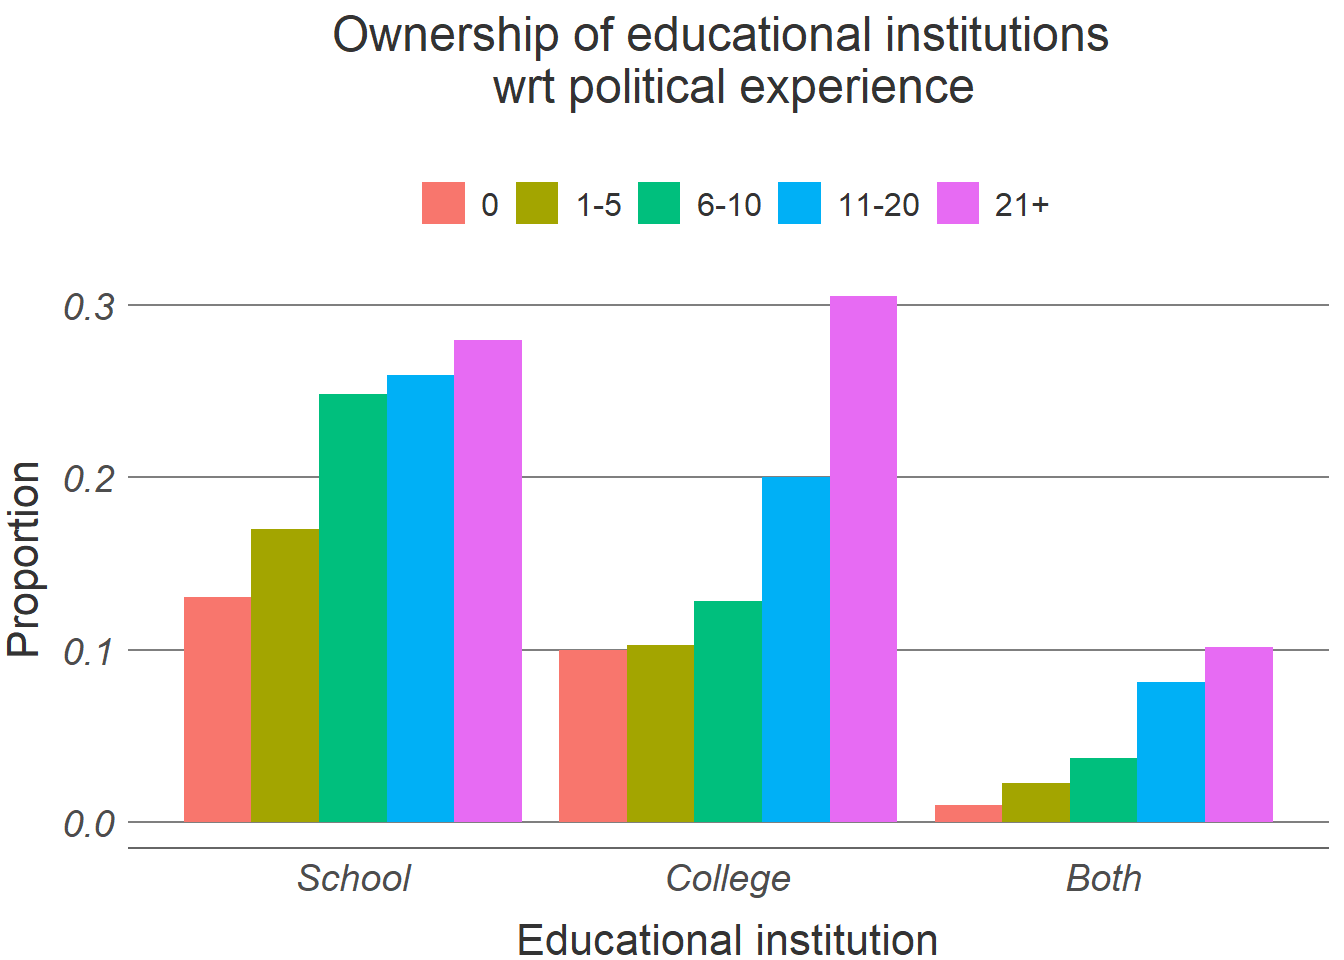 Ownership of educational institutions
wrt political experience
0 1-5 6-10 11-20 21+
0.3
0.2
0.1
0.0
Proportion
School College Both
Educational institution